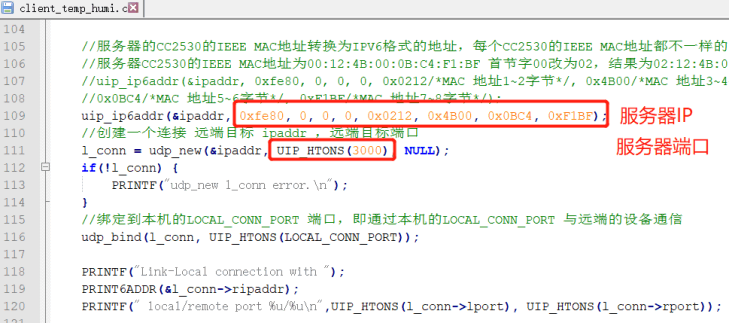 client_temp_humi.c
104
105 //服务器的CC2530的IEEE MAC地址转换为IPV6格式的地址，每个CC2530的IEEE MAC地址都不一样的
106 //服务器CC2530的IEEE MAC地址为00:12:4B:00:0B:C4:F1:BF 首节字00改为02，结果为02:12:4B:0
107 //uip_ip6addr(&ipaddr, 0xfe80, 0, 0, 0, 0x0212/*MAC 地址1~2字节*/, 0x4B00/*MAC 地址3~4
108 //0x0BC4/*MAC 地址5~6字节*/, 0xF1BF/*MAC 地址7~8字节*/);
109 uip_ip6addr(&ipaddr, 0xfe80, 0, 0, 0, 0x0212, 0x4B00, 0x0BC4, 0xF1BF); 服务器IP
110 //创建一个连接 远端目标 ipaddr ，远端目标端口
111 l_conn = udp_new(&ipaddr, UIP_HTONS(3000), NULL); 服务器端口
112 if(!l_conn) {
113 PRINTF("udp_new l_conn error.\n");
114 }
115 //绑定到本机的LOCAL_CONN_PORT 端口，即通过本机的LOCAL_CONN_PORT 与远端的设备通信
116 udp_bind(l_conn, UIP_HTONS(LOCAL_CONN_PORT));
117
118 PRINTF("Link-Local connection with ");
119 PRINT6ADDR(&l_conn->ripaddr);
120 PRINTF(" local/remote port %u/%u\n",UIP_HTONS(l_conn->lport), UIP_HTONS(l_conn->rport));